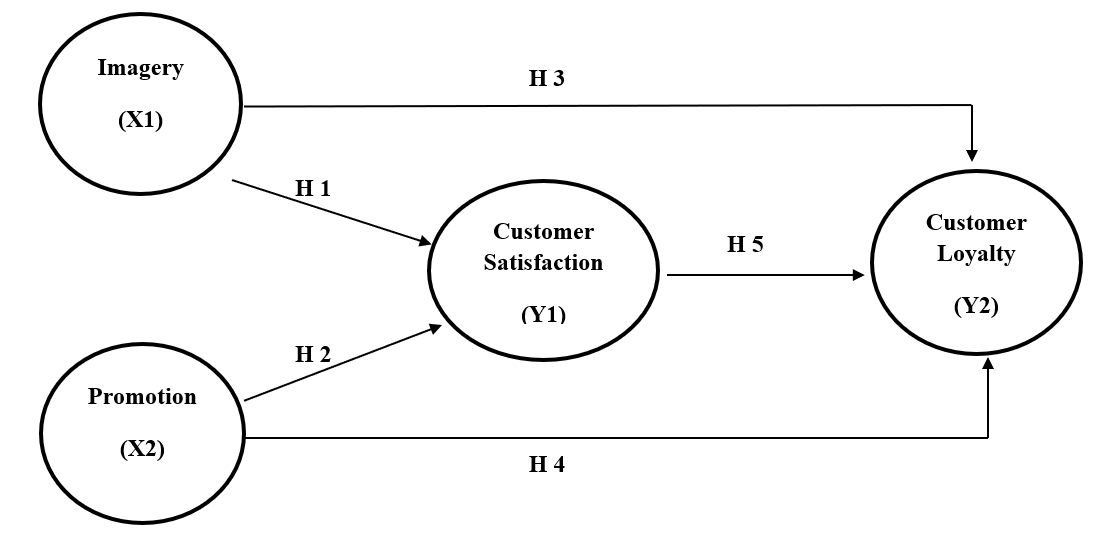 Imagery
(X1)
H 3
H 1
Customer
Satisfaction
(Y1)
H 5
Customer
Loyalty
(Y2)
H 2
Promotion
(X2)
H 4